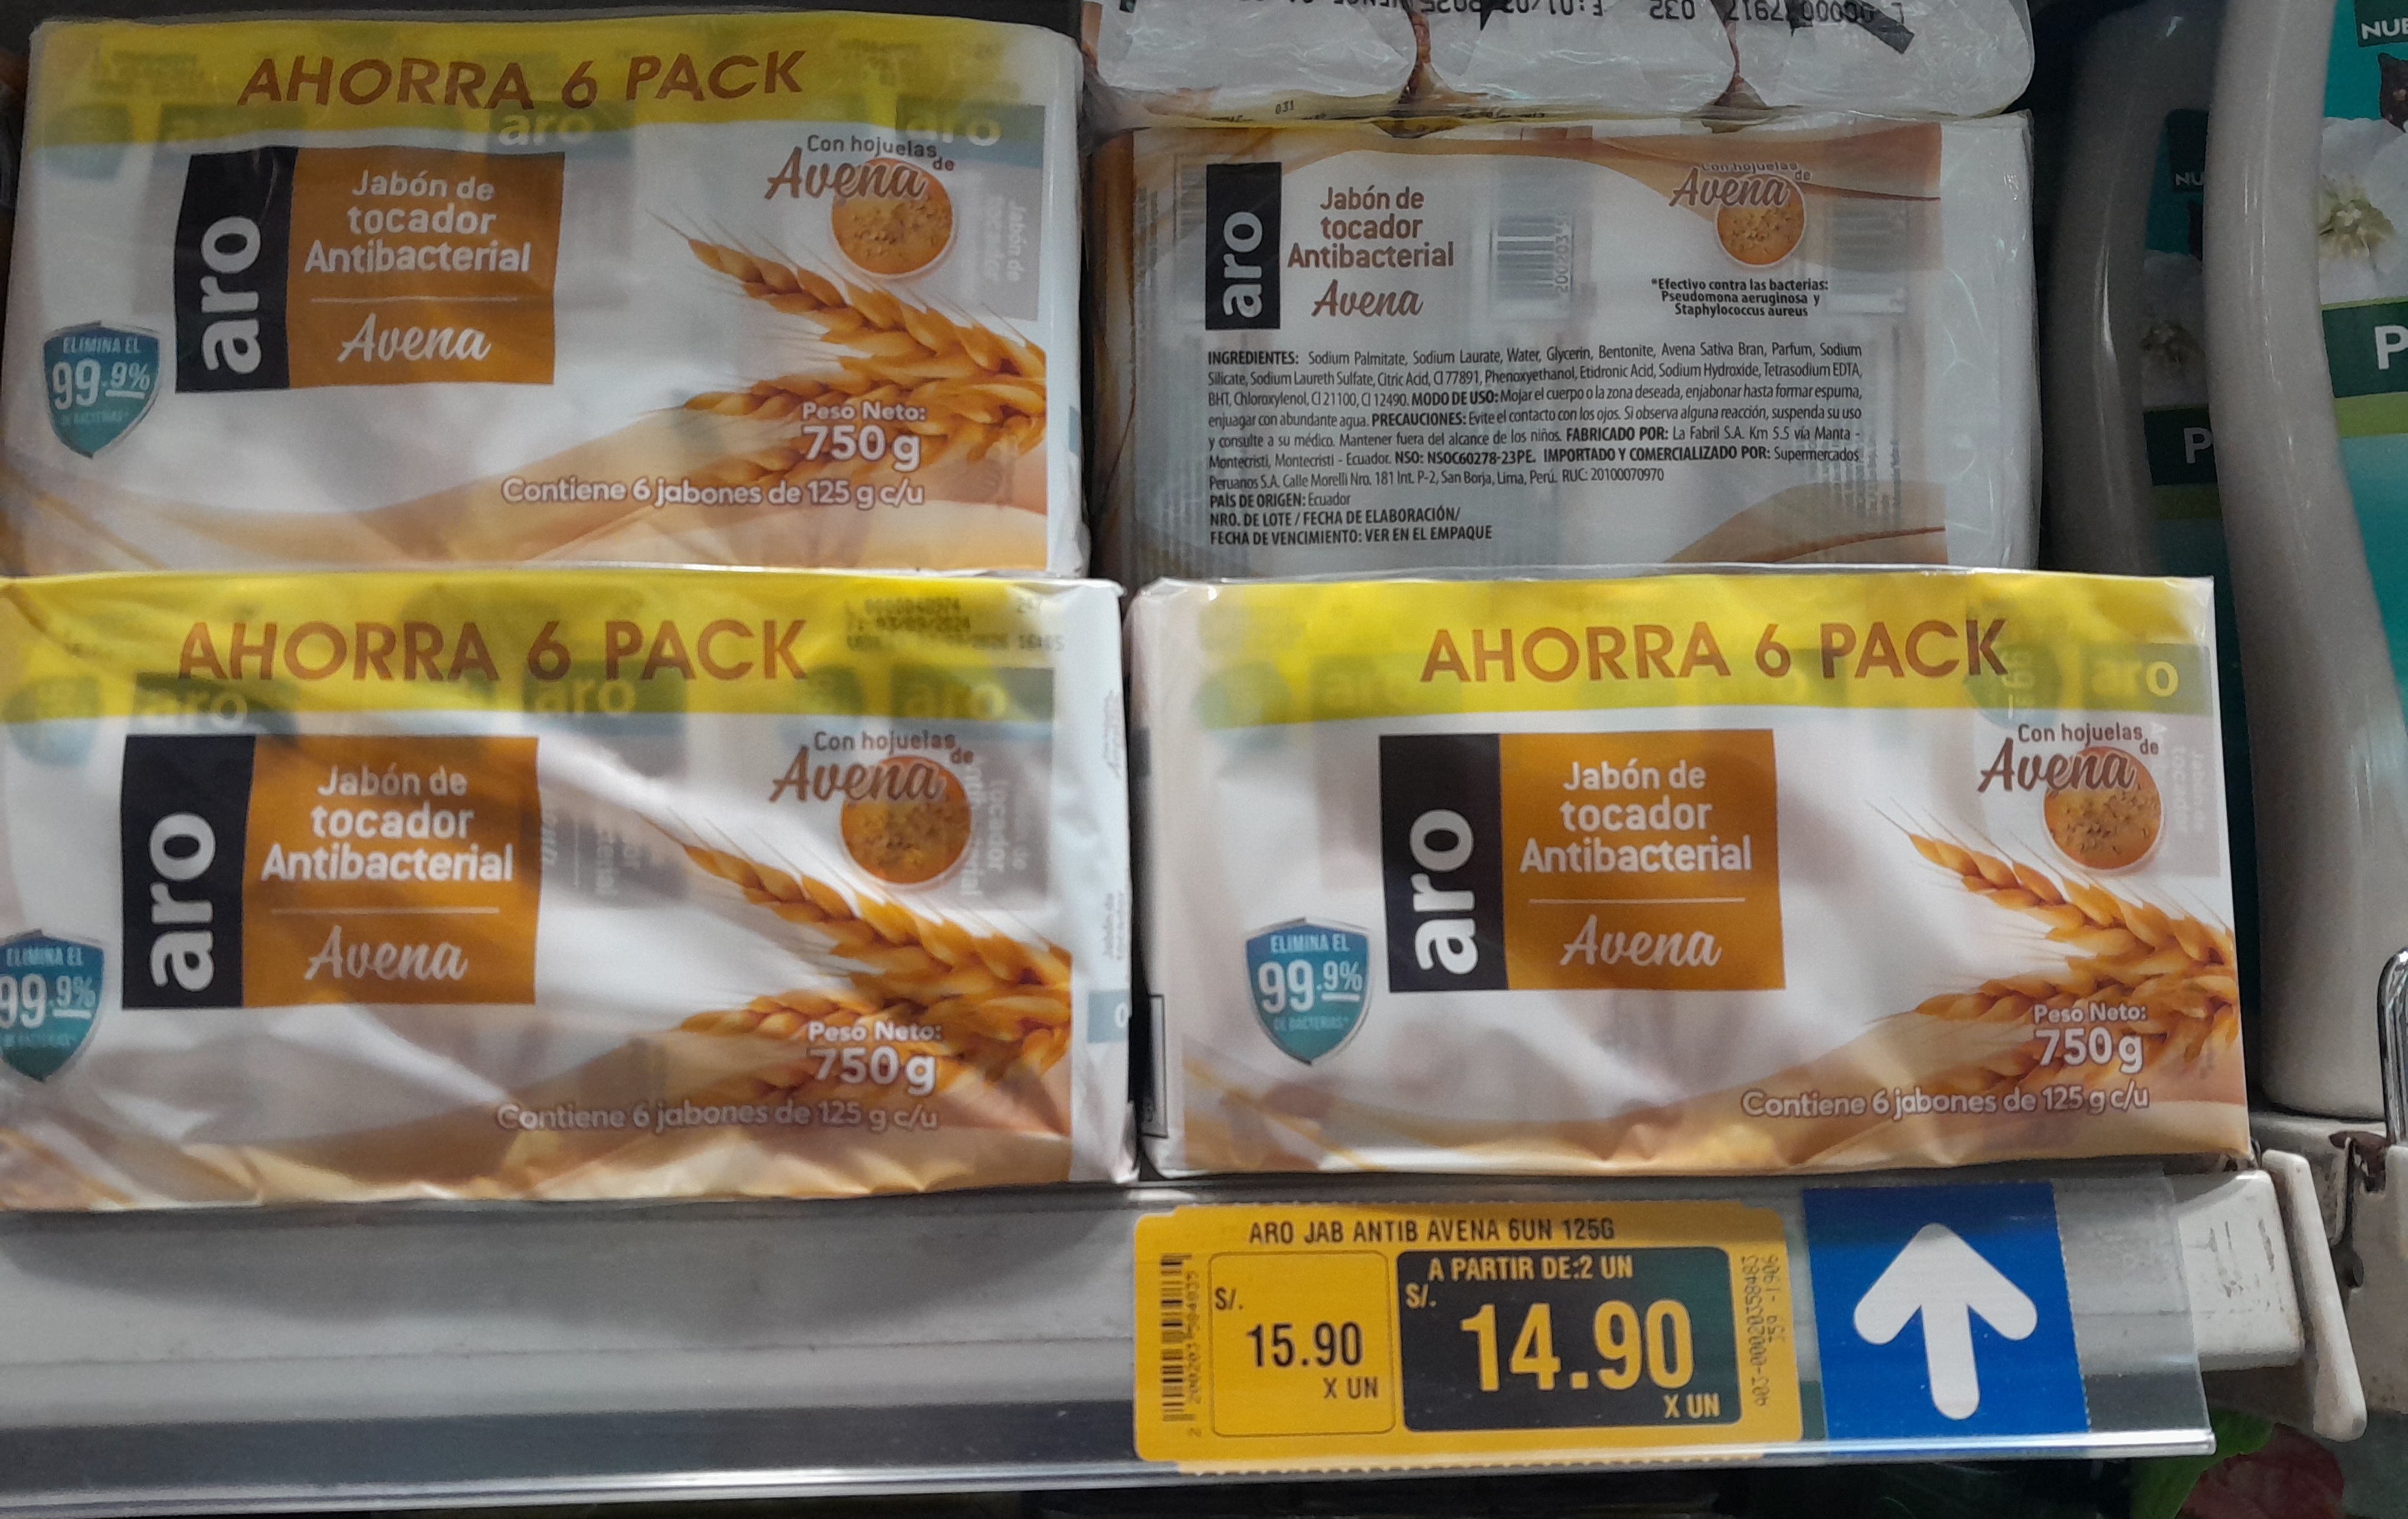 AHORRA 6 PACK
aro
Jabón de
tocador
Antibacterial
Avena
Con hojuelas
de
Avena
ELIMINA EL
99.9%
DE BACTERIAS*
Peso Neto:
750 g
Contiene 6 jabones de 125 g c/u
031
aro
Jabón de
tocador
Antibacterial
Avena
Con hojuelas
de
Avena
*Efectivo contra las bacterias:
Pseudomona aeruginosa y
Staphylococcus aureus
INGREDIENTES: Sodium Palmitate, Sodium Laurate, Water, Glycerin, Bentonite, Avena Sativa Bran, Parfum, Sodium
Silicate, Sodium Laureth Sulfate, Citric Acid, CI 77891, Phenoxyethanol, Etidronic Acid, Sodium Hydroxide, Tetrasodium EDTA,
BHT, Chloroxylenol, CI 21100, CI 12490. MODO DE USO: Mojar el cuerpo o la zona deseada, enjabonar hasta formar espuma,
enjuagar con abundante agua. PRECAUCIONES: Evite el contacto con los ojos. Si observa alguna reacción, suspenda su uso
y consulte a su médico. Mantener fuera del alcance de los niños. FABRICADO POR: La Fabril S.A. Km 5.5 vía Manta -
Montecristi, Montecristi - Ecuador. NSO: NSOC60278-23PE. IMPORTADO Y COMERCIALIZADO POR: Supermercados
Peruanos S.A. Calle Morelli Nro. 181 Int. P-2, San Borja, Lima, Perú. RUC: 20100070970
PAÍS DE ORIGEN: Ecuador
NRO. DE LOTE / FECHA DE ELABORACIÓN/
FECHA DE VENCIMIENTO: VER EN EL EMPAQUE
AHORRA 6 PACK
aro
Jabón de
tocador
Antibacterial
Avena
Con hojuelas
de
Avena
ELIMINA EL
99.9%
Peso Neto:
750 g
Contiene 6 jabones de 125 g c/u
AHORRA 6 PACK
aro
aro
Jabón de
tocador
Antibacterial
Avena
Con hojuelas
de
Avena
ELIMINA EL
99.9%
DE BACTERIAS*
Peso Neto:
750 g
Contiene 6 jabones de 125 g c/u
ARO JAB ANTIB AVENA 6UN 125G
S/.
15.90
X UN
A PARTIR DE:2 UN
S/.
14.90
X UN